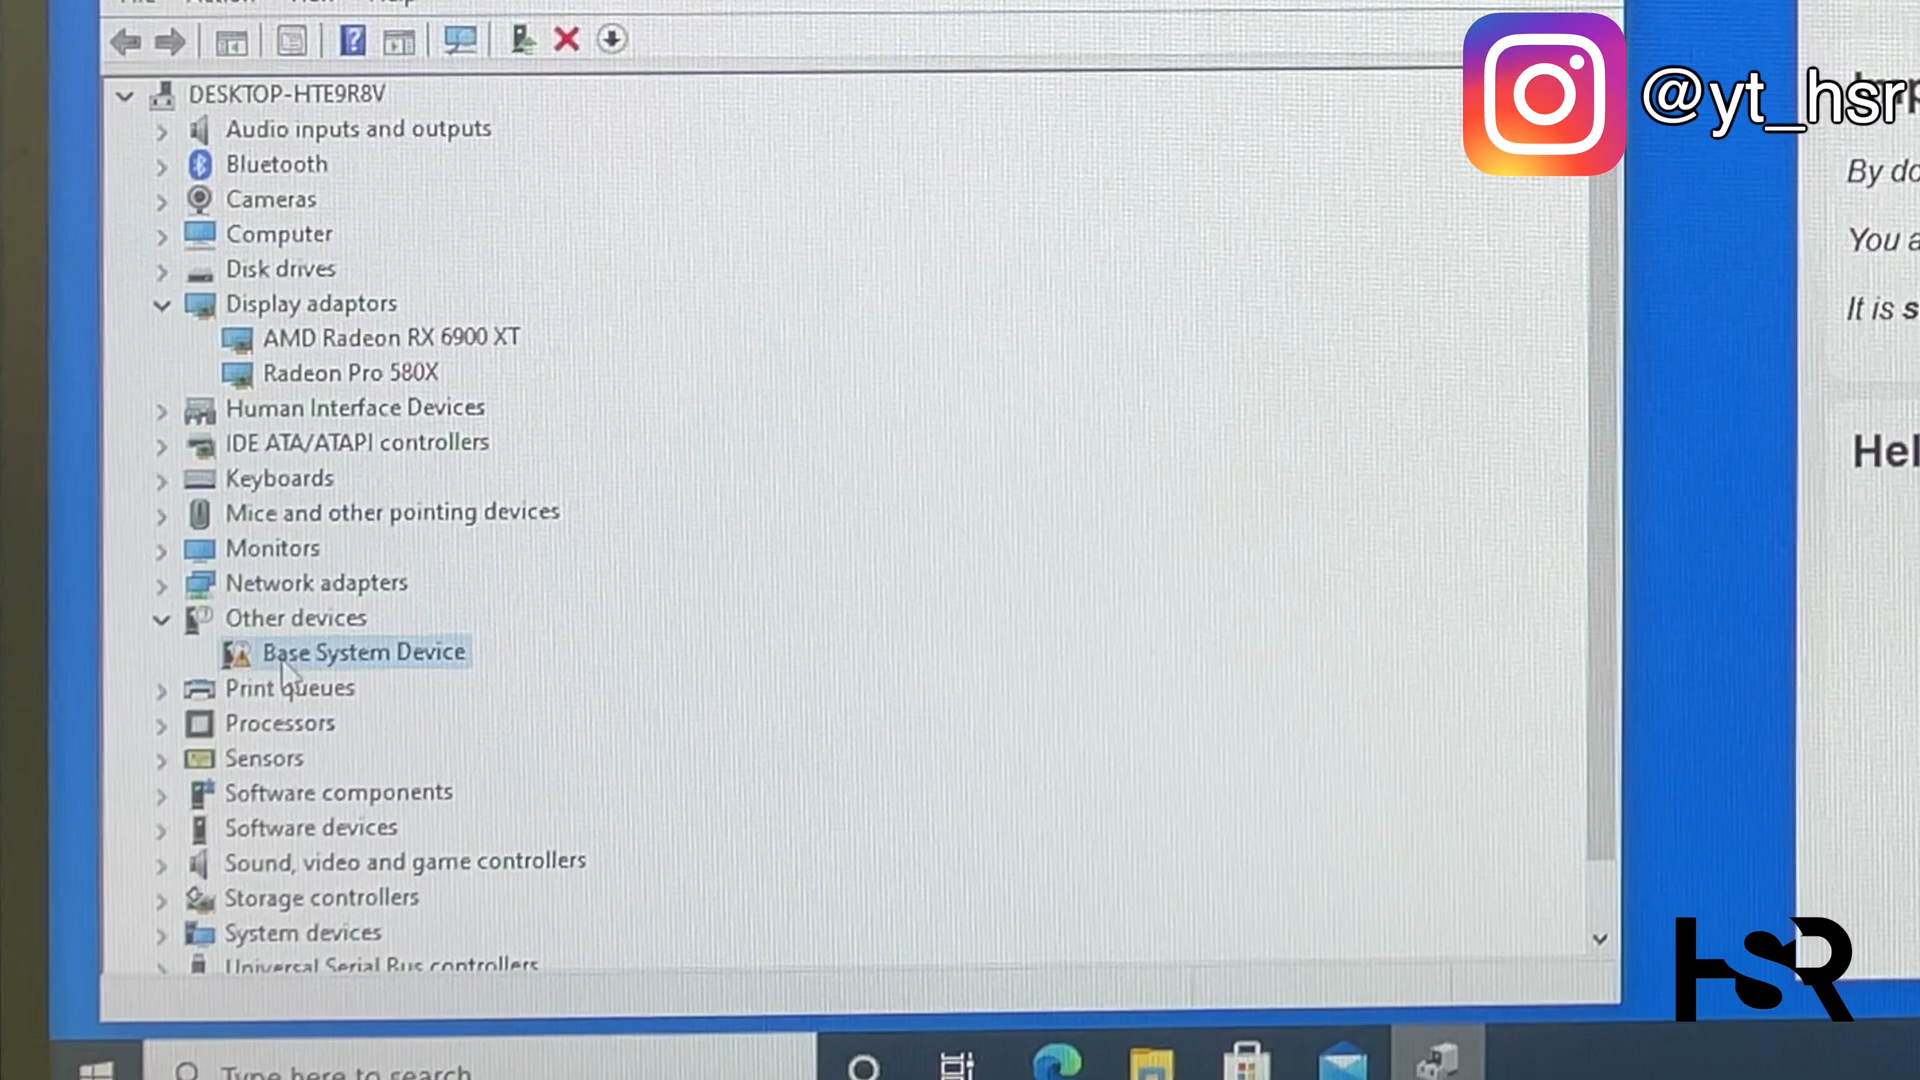 Help
DESKTOP-HTE9R8V
Audio inputs and outputs
Bluetooth
Cameras
Computer
Disk drives
Display adaptors
AMD Radeon RX 6900 XT
Radeon Pro 580X
Human Interface Devices
IDE ATA/ATAPI controllers
Keyboards
Mice and other pointing devices
Monitors
Network adapters
Other devices
Base System Device
Print queues
Processors
Sensors
Software components
Software devices
Sound, video and game controllers
Storage controllers
System devices
Universal Serial Bus controllers
Type here to search
@yt_hsr
By do
You a
It is s
Hel
HSR